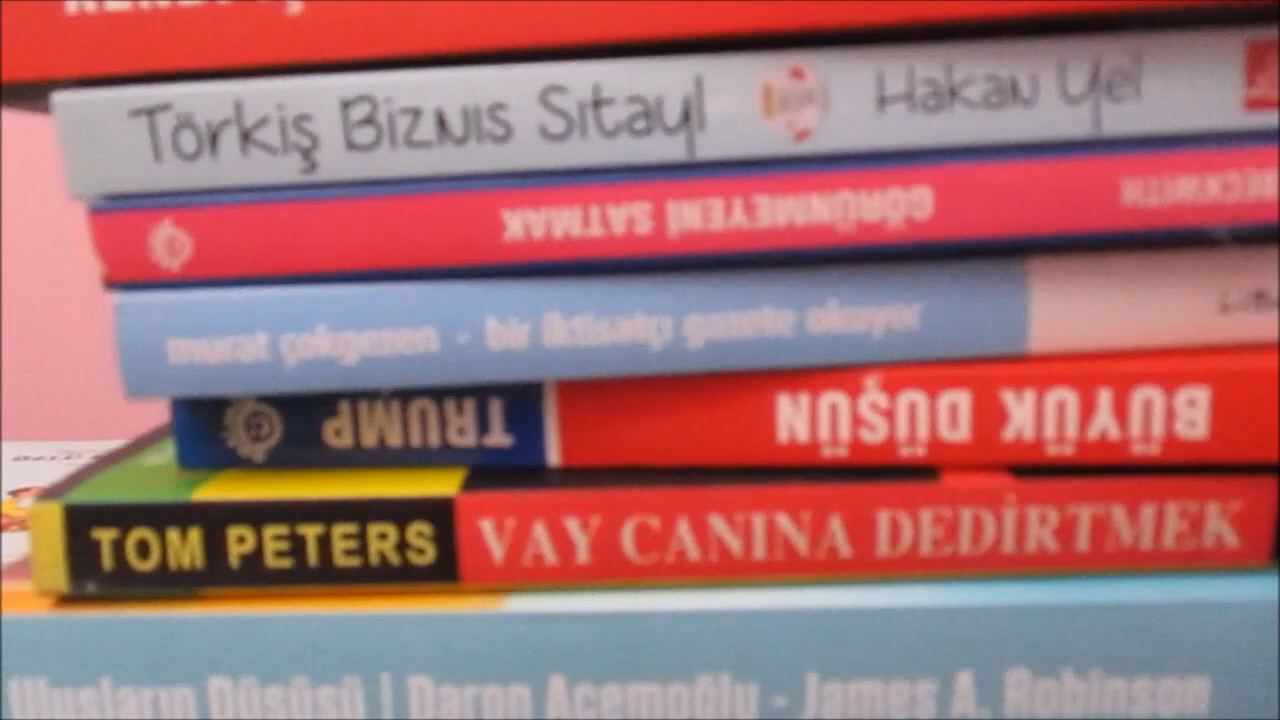 Törkiş Biznıs Sıtayl Hakan Yel
GÖRÜNMEYENİ SATMAK BECKWITH
murat çokgezen - bir iktisatçı gazete okuyor
TRUMP BÜYÜK DÜŞÜN
TOM PETERS VAY CANINA DEDİRTMEK
Ulusların Düşüşü | Daron Acemoğlu - James A. Robinson